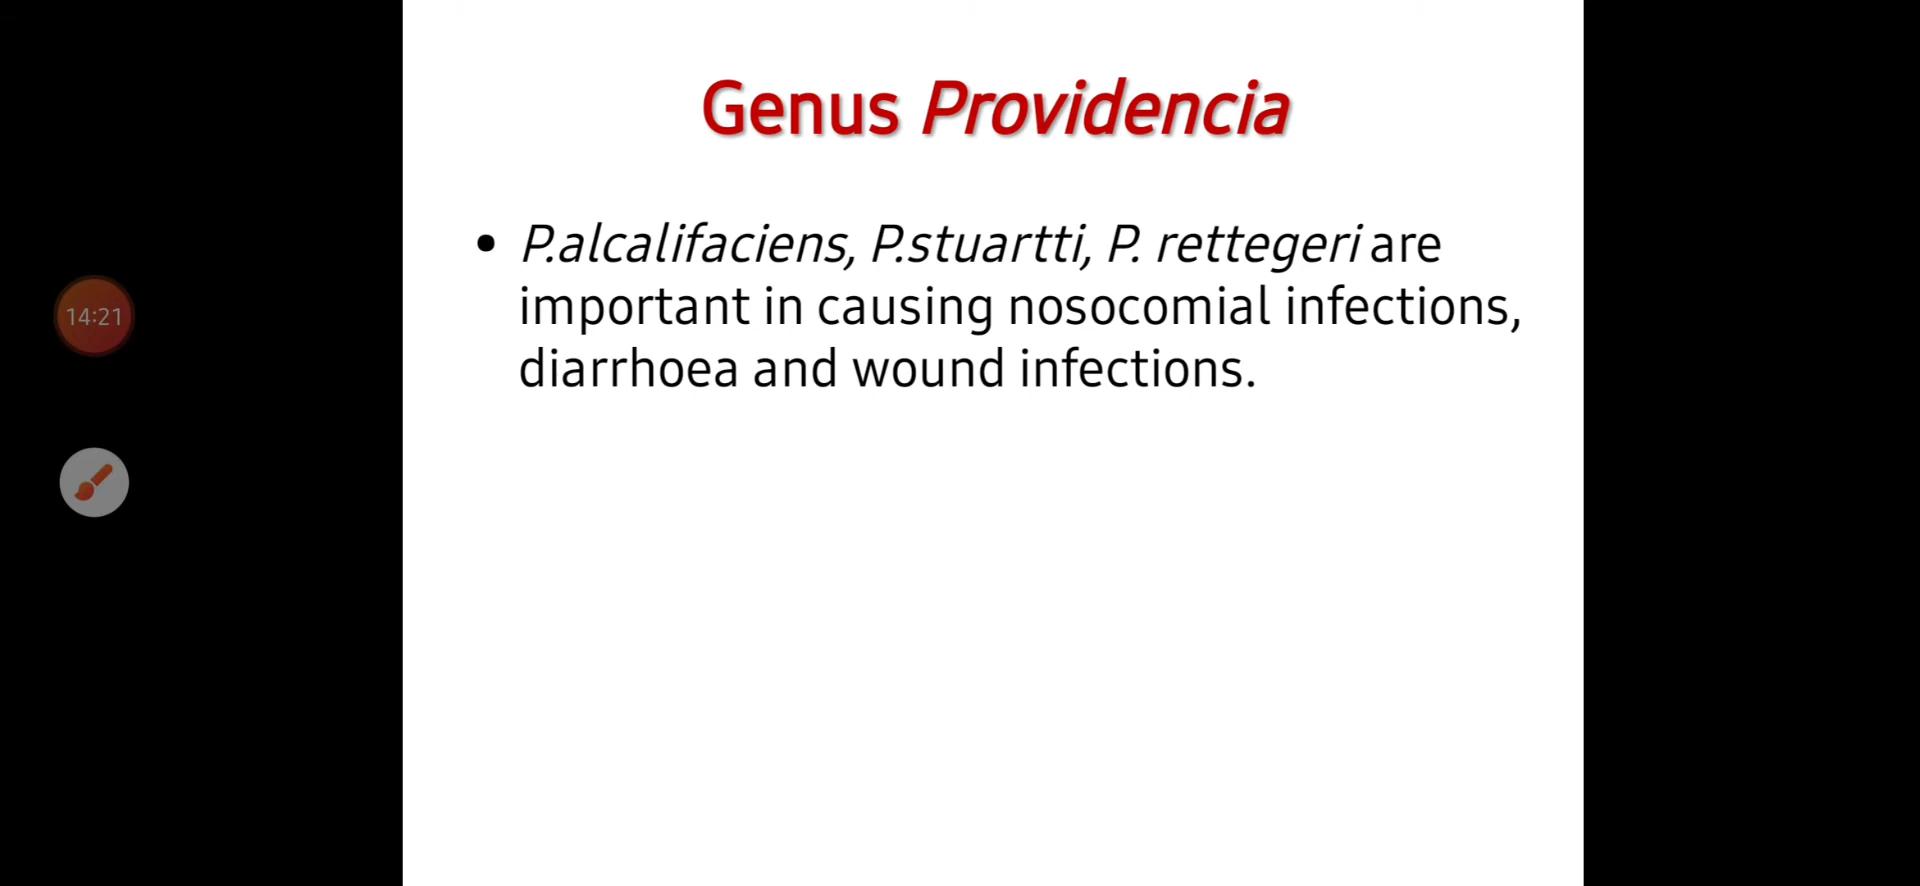 Genus Providencia
• P.alcalifaciens, P.stuartti, P. rettegeri are
important in causing nosocomial infections,
diarrhoea and wound infections.
14:21